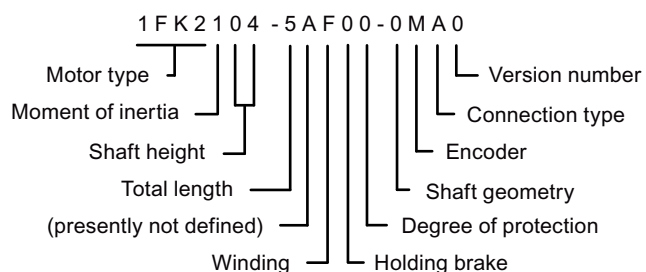 1FK2104-5AF00-0MA0
Motor type
Version number
Moment of inertia
Connection type
Shaft height
Encoder
Total length
Shaft geometry
(presently not defined)
Degree of protection
Winding
Holding brake